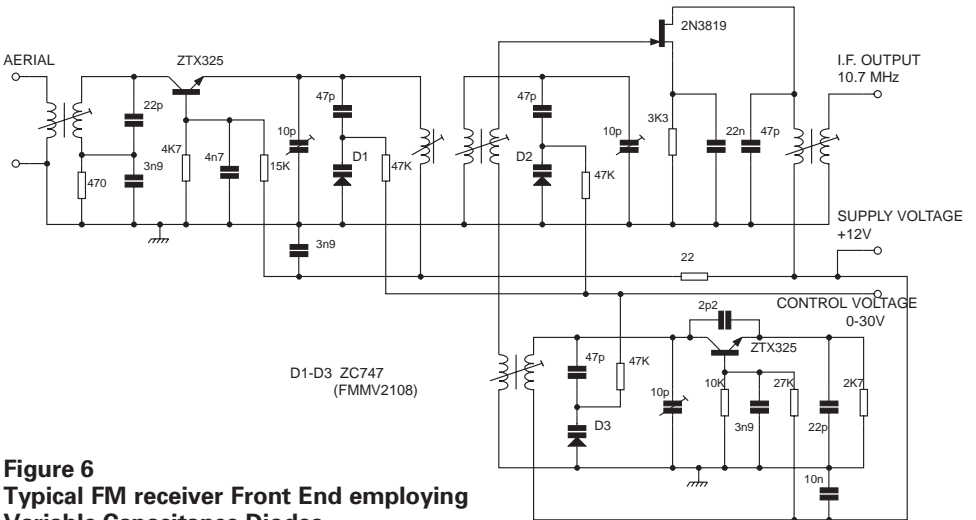 AERIAL
ZTX325
2N3819
I.F. OUTPUT
10.7 MHz
22p
47p
47p
10p
10p
3K3
22n
47p
4K7
4n7
15K
D1
47K
D2
47K
3n9
470
3n9
SUPPLY VOLTAGE
+12V
22
CONTROL VOLTAGE
0-30V
2p2
ZTX325
47p
47K
D1-D3 ZC747
(FMMV2108)
10p
10K
27K
2K7
D3
3n9
22p
10n
Figure 6
Typical FM receiver Front End employing
Variable Capacitance Diodes